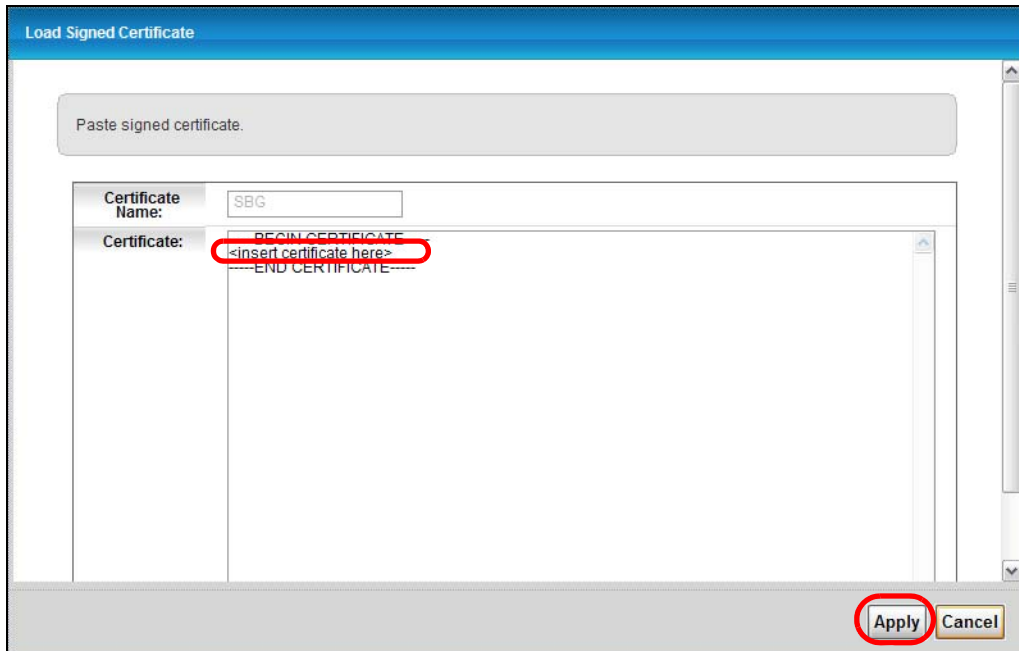 Load Signed Certificate
Paste signed certificate.
Certificate
Name:
SBG
Certificate:
-----BEGIN CERTIFICATE-----
<insert certificate here>
-----END CERTIFICATE-----
Apply
Cancel